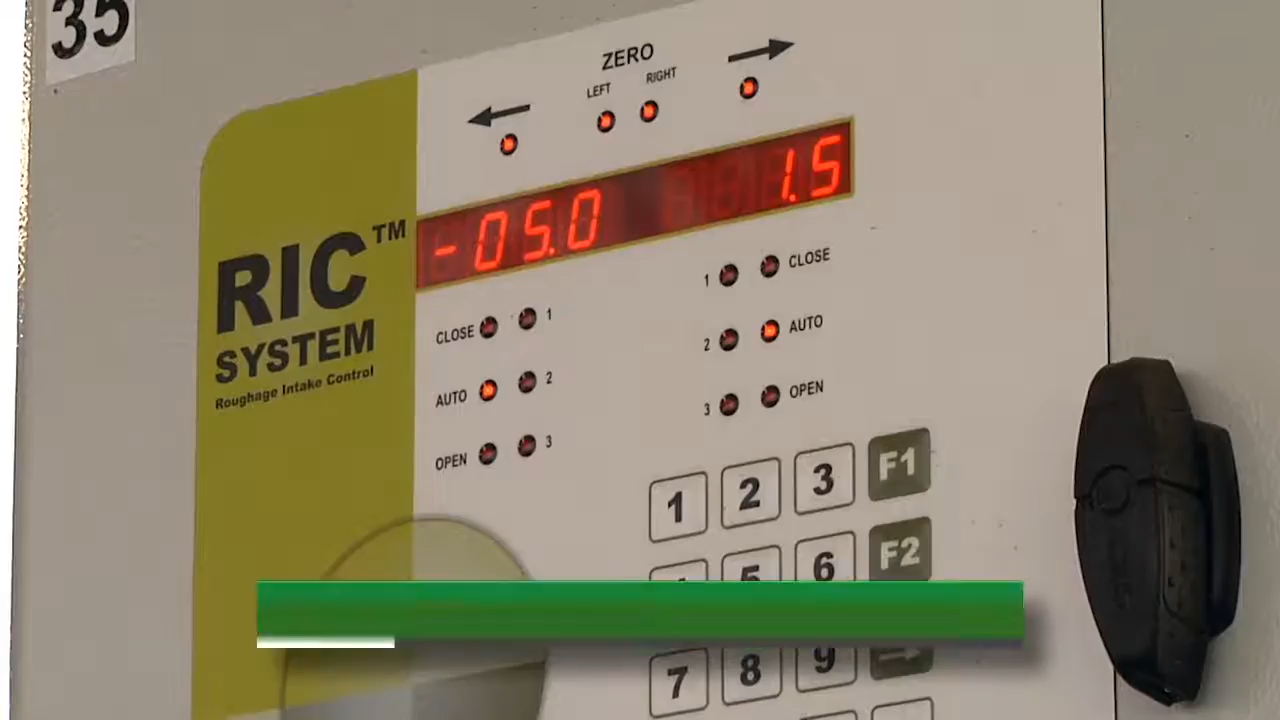 35
ZERO
LEFT RIGHT
-05.0 1.5
RIC™
SYSTEM
Roughage Intake Control
CLOSE 1
AUTO 2
OPEN 3
1 CLOSE
2 AUTO
3 OPEN
1 2 3 F1
5 6 F2
7 8 9